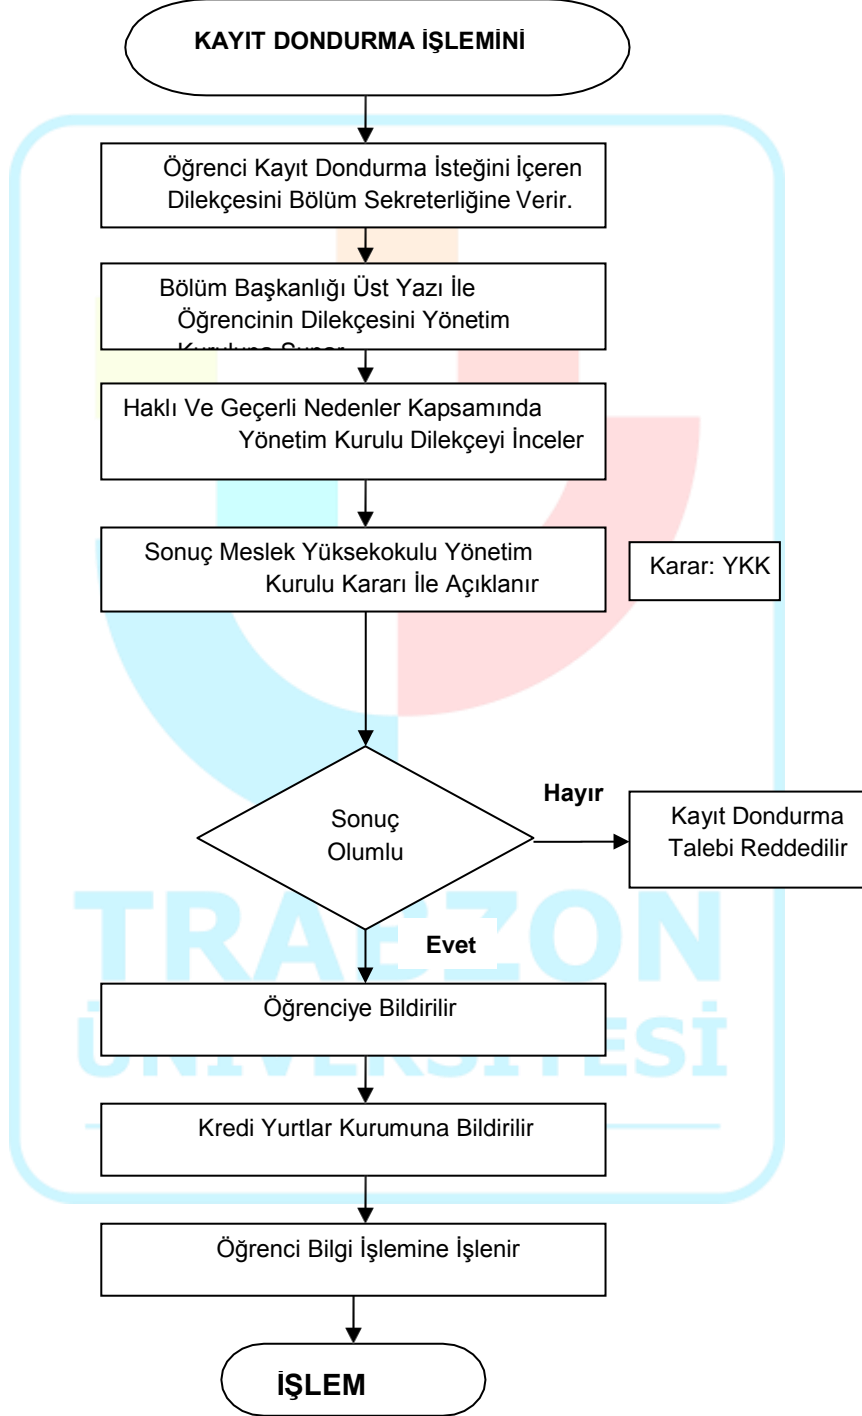 KAYIT DONDURMA İŞLEMİNİ
Öğrenci Kayıt Dondurma İsteğini İçeren
Dilekçesini Bölüm Sekreterliğine Verir.
Bölüm Başkanlığı Üst Yazı İle
Öğrencinin Dilekçesini Yönetim
Kuruluna Sunar
Haklı Ve Geçerli Nedenler Kapsamında
Yönetim Kurulu Dilekçeyi İnceler
Sonuç Meslek Yüksekokulu Yönetim
Kurulu Kararı İle Açıklanır
Karar: YKK
Sonuç
Olumlu
Hayır
Kayıt Dondurma
Talebi Reddedilir
Evet
TRABZON
ÜNİVERSİTESİ
Öğrenciye Bildirilir
Kredi Yurtlar Kurumuna Bildirilir
Öğrenci Bilgi İşlemine İşlenir
İŞLEM